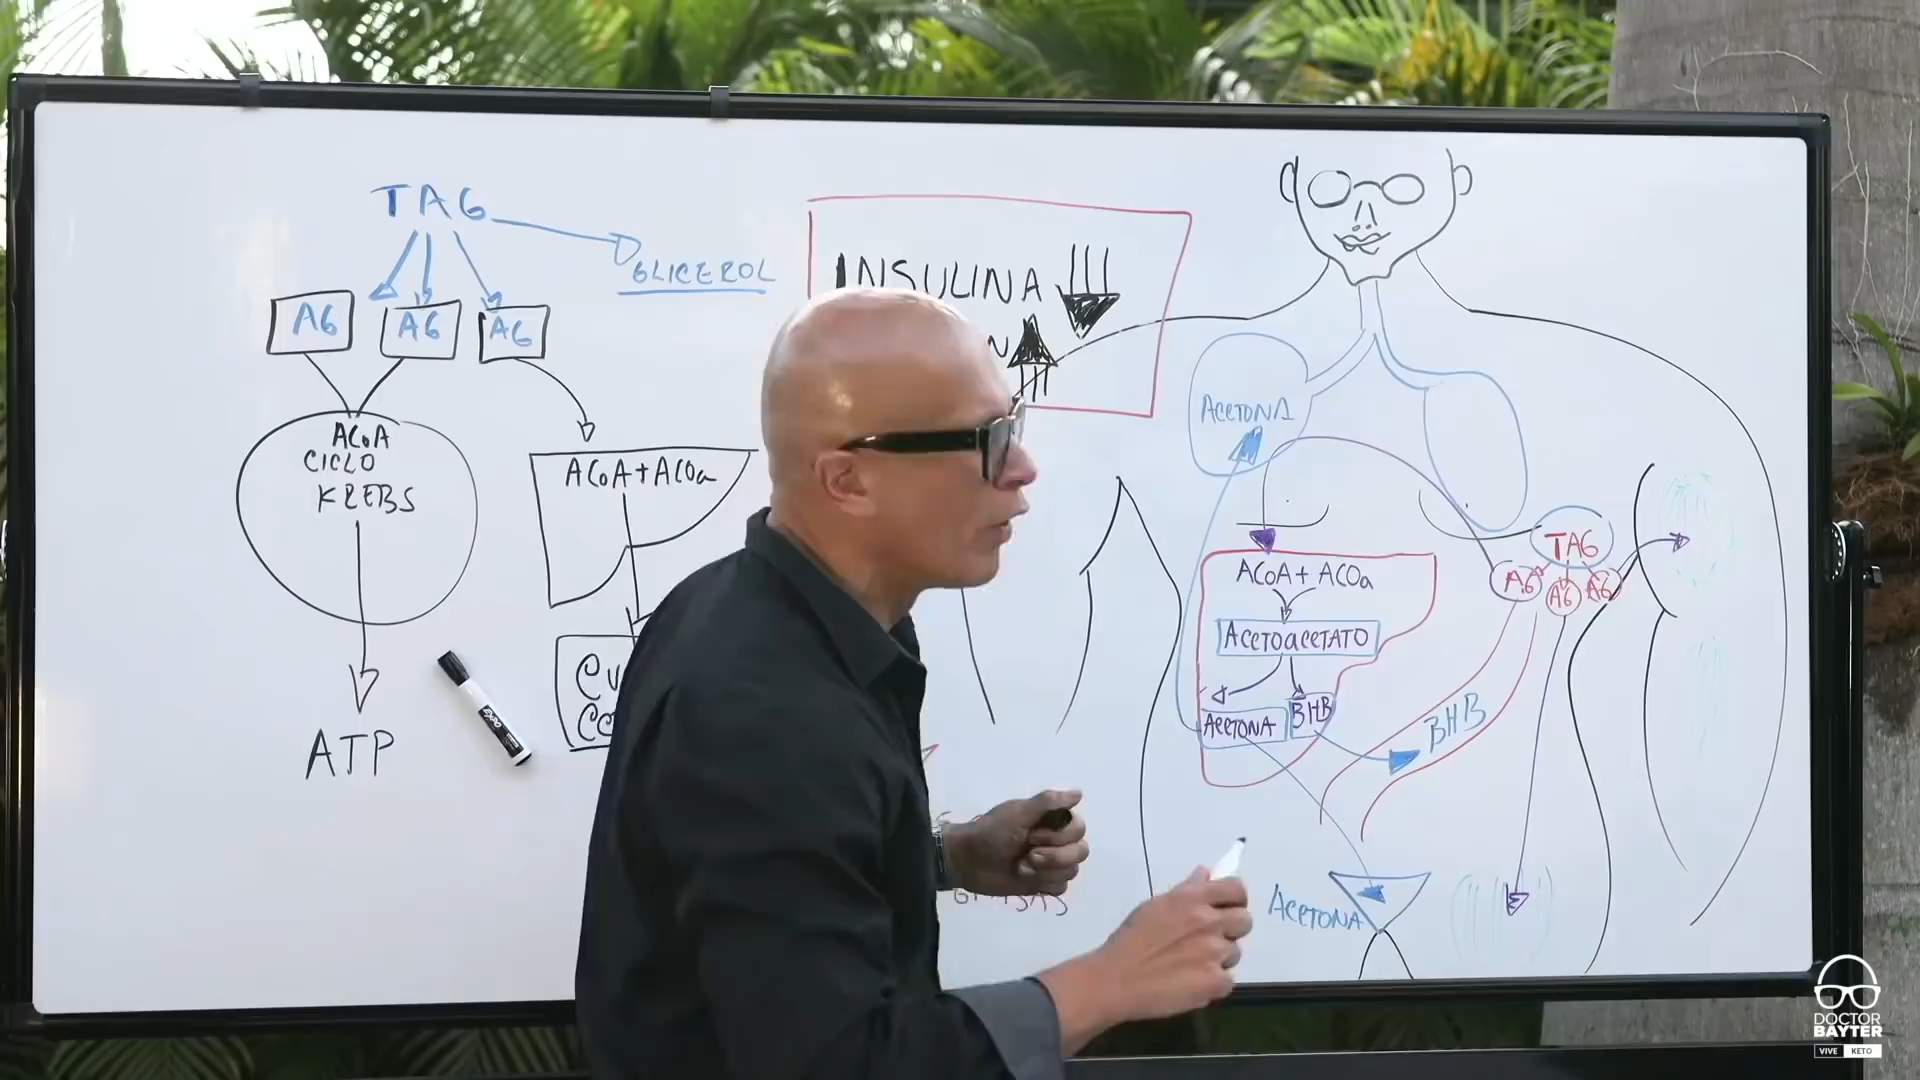 TAG
GLICEROL
AG
AG
AG
ACoA
CICLO
KREBS
ATP
ACoA+ACOa
INSULINA
ACETONA
TAG
AG
AG
AG
ACoA+ACOa
ACETOaCETATO
ACETONA
BHB
BHB
ACETONA
EXPO
DOCTOR
BAYTER
VIVE KETO